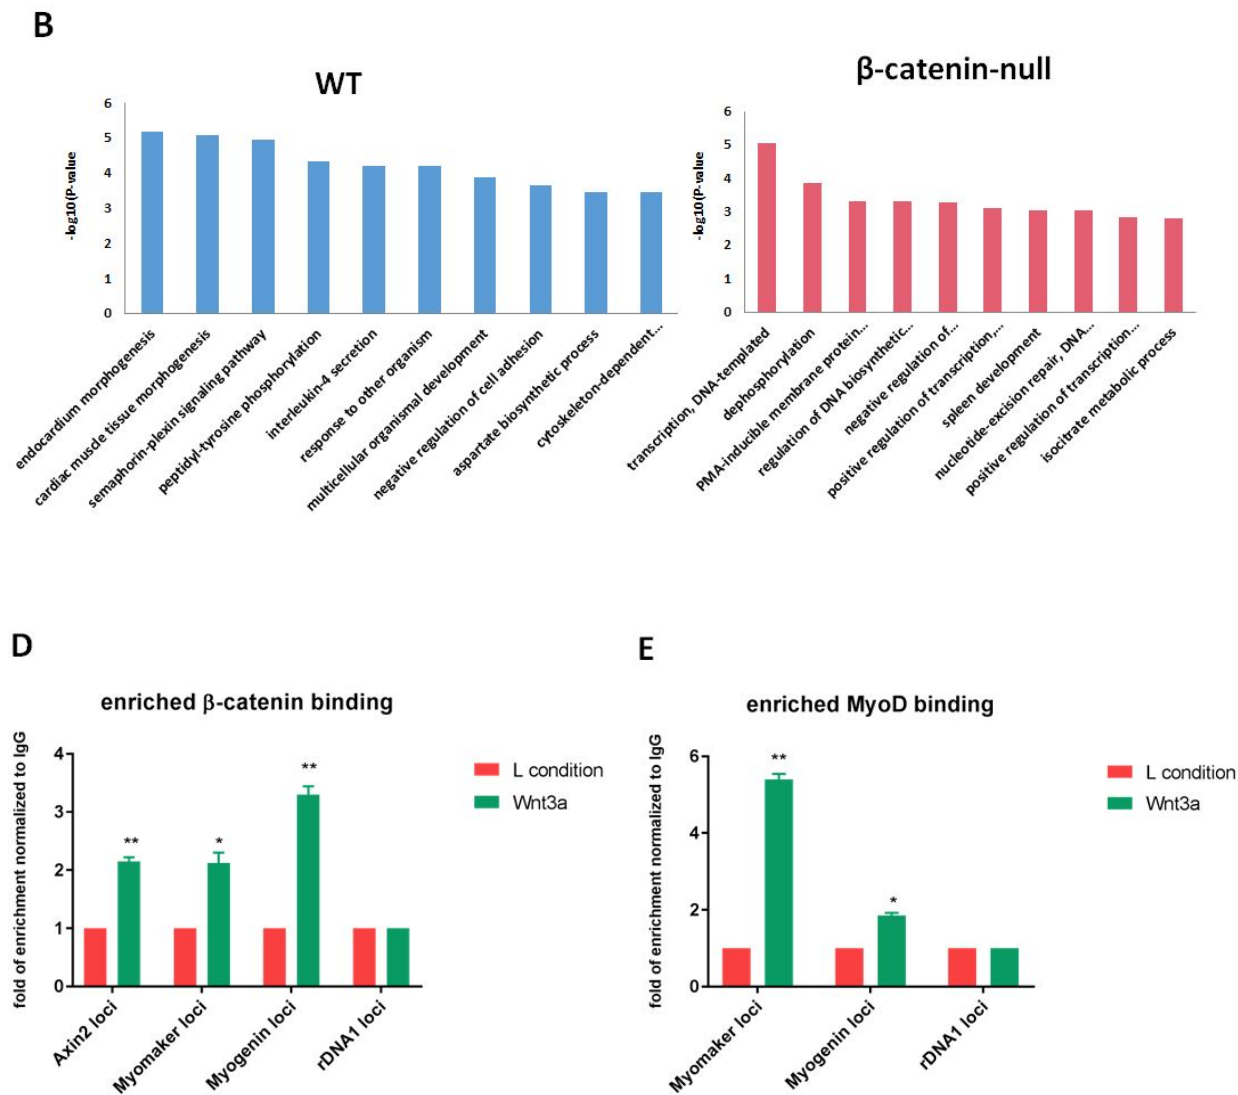 B
WT
-log10(P-value
6
5
4
3
2
1
0
endocardium morphogenesis
cardiac muscle tissue morphogenesis
semaphorin-plexin signaling pathway
peptidyl-tyrosine phosphorylation
interleukin-4 secretion
response to other organism
multicellular organismal development
negative regulation of cell adhesion
aspartate biosynthetic process
cytoskeleton-dependent...
β-catenin-null
-log10(P-value
6
5
4
3
2
1
0
transcription, DNA-templated
dephosphorylation
PMA-inducible membrane protein...
regulation of DNA biosynthetic...
negative regulation of...
positive regulation of transcription,...
spleen development
nucleotide-excision repair, DNA...
positive regulation of transcription...
isocitrate metabolic process
D
enriched β-catenin binding
fold of enrichment normalized to IgG
4
3
2
1
0
**
*
**
L condition
Wnt3a
Axin2 loci
Myomaker loci
Myogenin loci
rDNA1 loci
E
enriched MyoD binding
fold of enrichment normalized to IgG
6
4
2
0
**
*
L condition
Wnt3a
Myomaker loci
Myogenin loci
rDNA1 loci